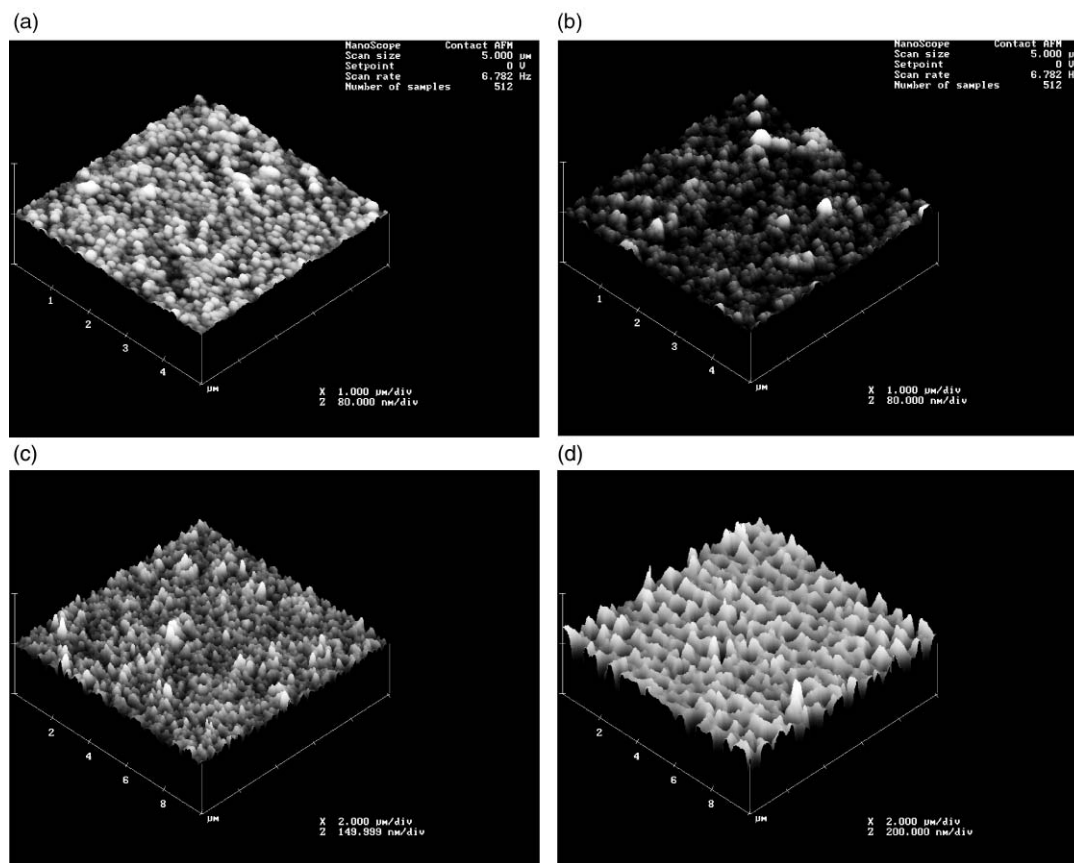 (a)
NanoScope Contact AFM
Scan size 5.000 µm
Setpoint 0 V
Scan rate 6.782 Hz
Number of samples 512
1
2
3
4
µm
X 1.000 µm/div
Z 80.000 nm/div
(b)
NanoScope Contact AFM
Scan size 5.000 µ
Setpoint 0 V
Scan rate 6.782 H
Number of samples 512
1
2
3
4
µm
X 1.000 µm/div
Z 80.000 nm/div
(c)
2
4
6
8
µm
X 2.000 µm/div
Z 149.999 nm/div
(d)
2
4
6
8
µm
X 2.000 µm/div
Z 200.000 nm/div